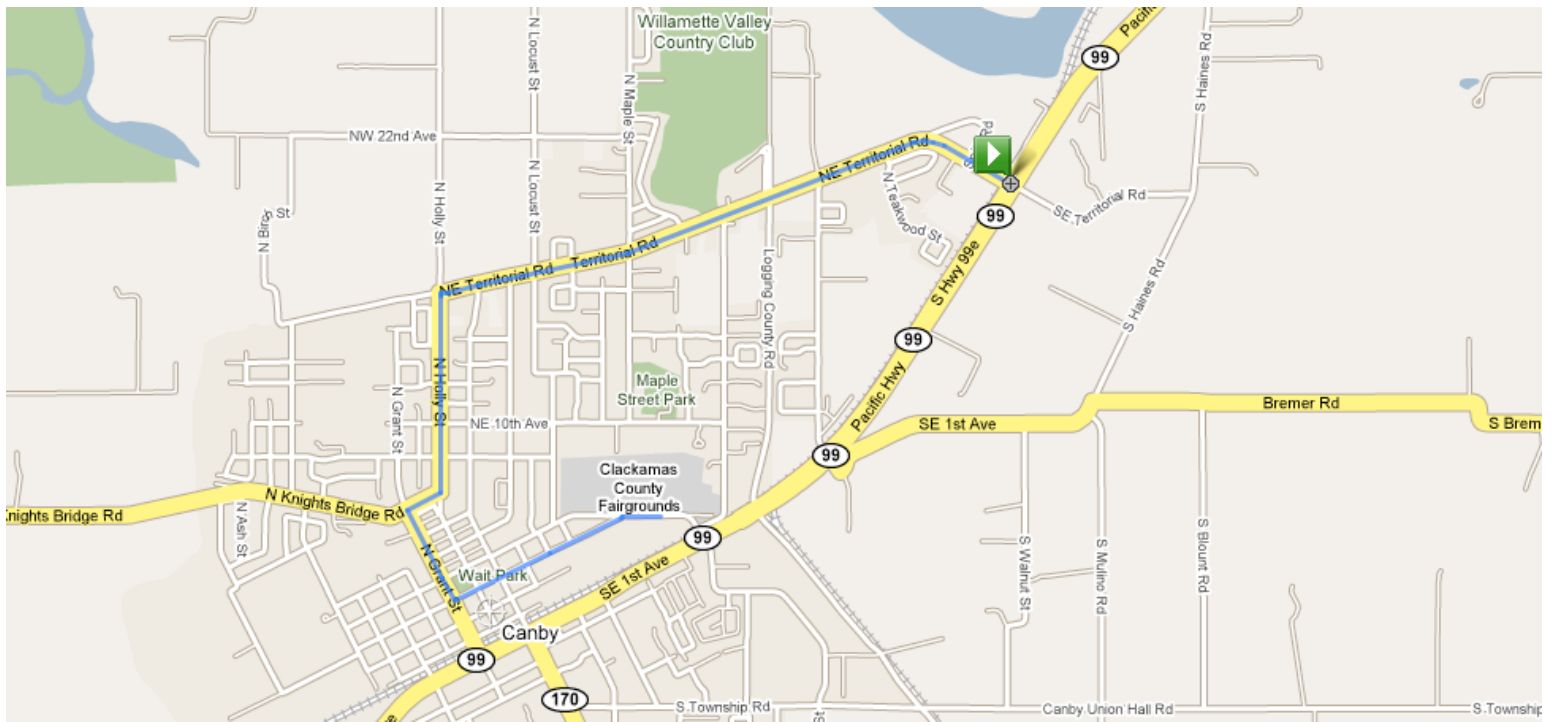 Willamette Valley
Country Club
Pacific
99
S Haines Rd
N Locust St
N Maple St
NW 22nd Ave
N Holly St
N Locust St
NE Territorial Rd
N Teakwood St
99
SE Territorial Rd
N Birch St
Territorial Rd
NE Territorial Rd
Logging County Rd
S Hwy 99e
S Haines Rd
99
N Holly St
N Grant St
Maple
Street Park
Pacific Hwy
Bremer Rd
NE 10th Ave
SE 1st Ave
S Brem
99
Clackamas
County
Fairgrounds
N Knights Bridge Rd
Knights Bridge Rd
N Ash St
99
N Grant St
Wait Park
SE 1st Ave
S Walnut St
S Mulino Rd
S Blount Rd
Canby
99
170
S Township Rd
St
Canby Union Hall Rd
S Township